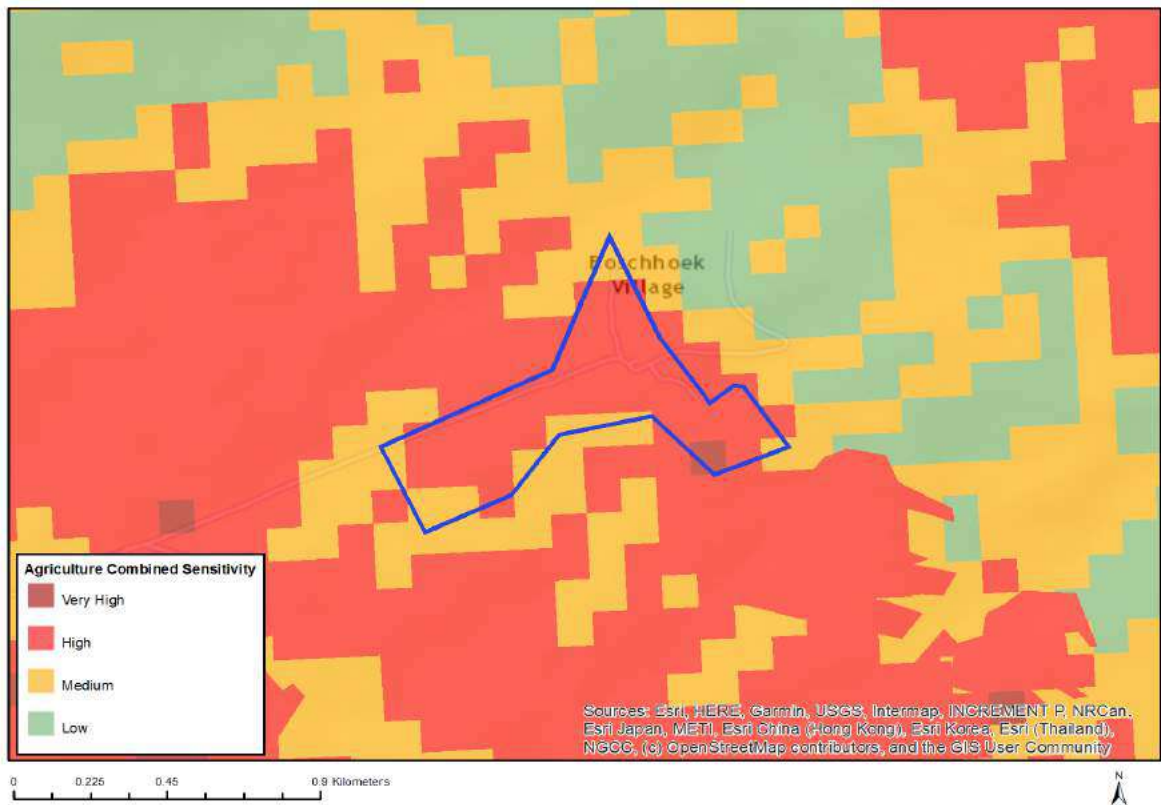 Boschhoek
Village
Agriculture Combined Sensitivity
Very High
High
Medium
Low
Sources: Esri, HERE, Garmin, USGS, Intermap, INCREMENT P, NRCan,
Esri Japan, METI, Esri China (Hong Kong), Esri Korea, Esri (Thailand),
NGCC, (c) OpenStreetMap contributors, and the GIS User Community
0 0.225 0.45 0.9 Kilometers
N